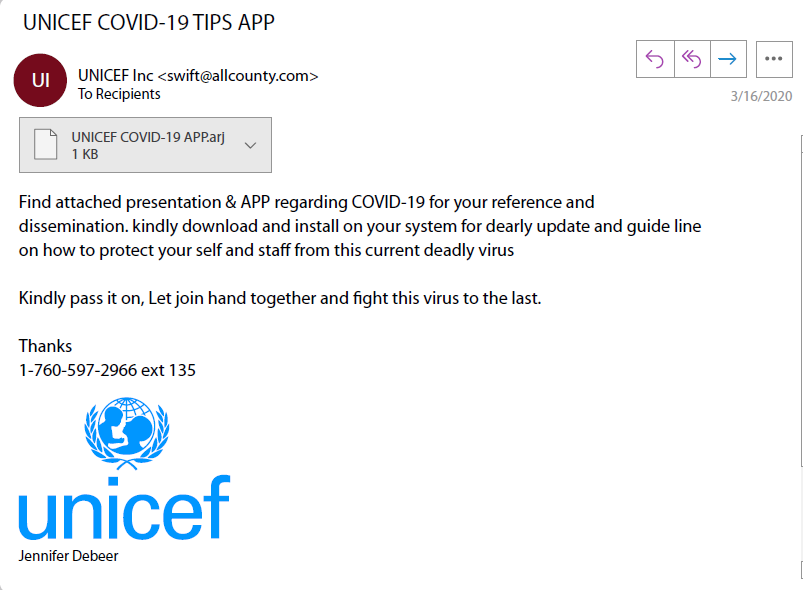 UNICEF COVID-19 TIPS APP
UI
UNICEF Inc <swift@allcounty.com>
To Recipients
3/16/2020
UNICEF COVID-19 APP.arj
1 KB
Find attached presentation & APP regarding COVID-19 for your reference and
dissemination. kindly download and install on your system for dearly update and guide line
on how to protect your self and staff from this current deadly virus
Kindly pass it on, Let join hand together and fight this virus to the last.
Thanks
1-760-597-2966 ext 135
unicef
Jennifer Debeer